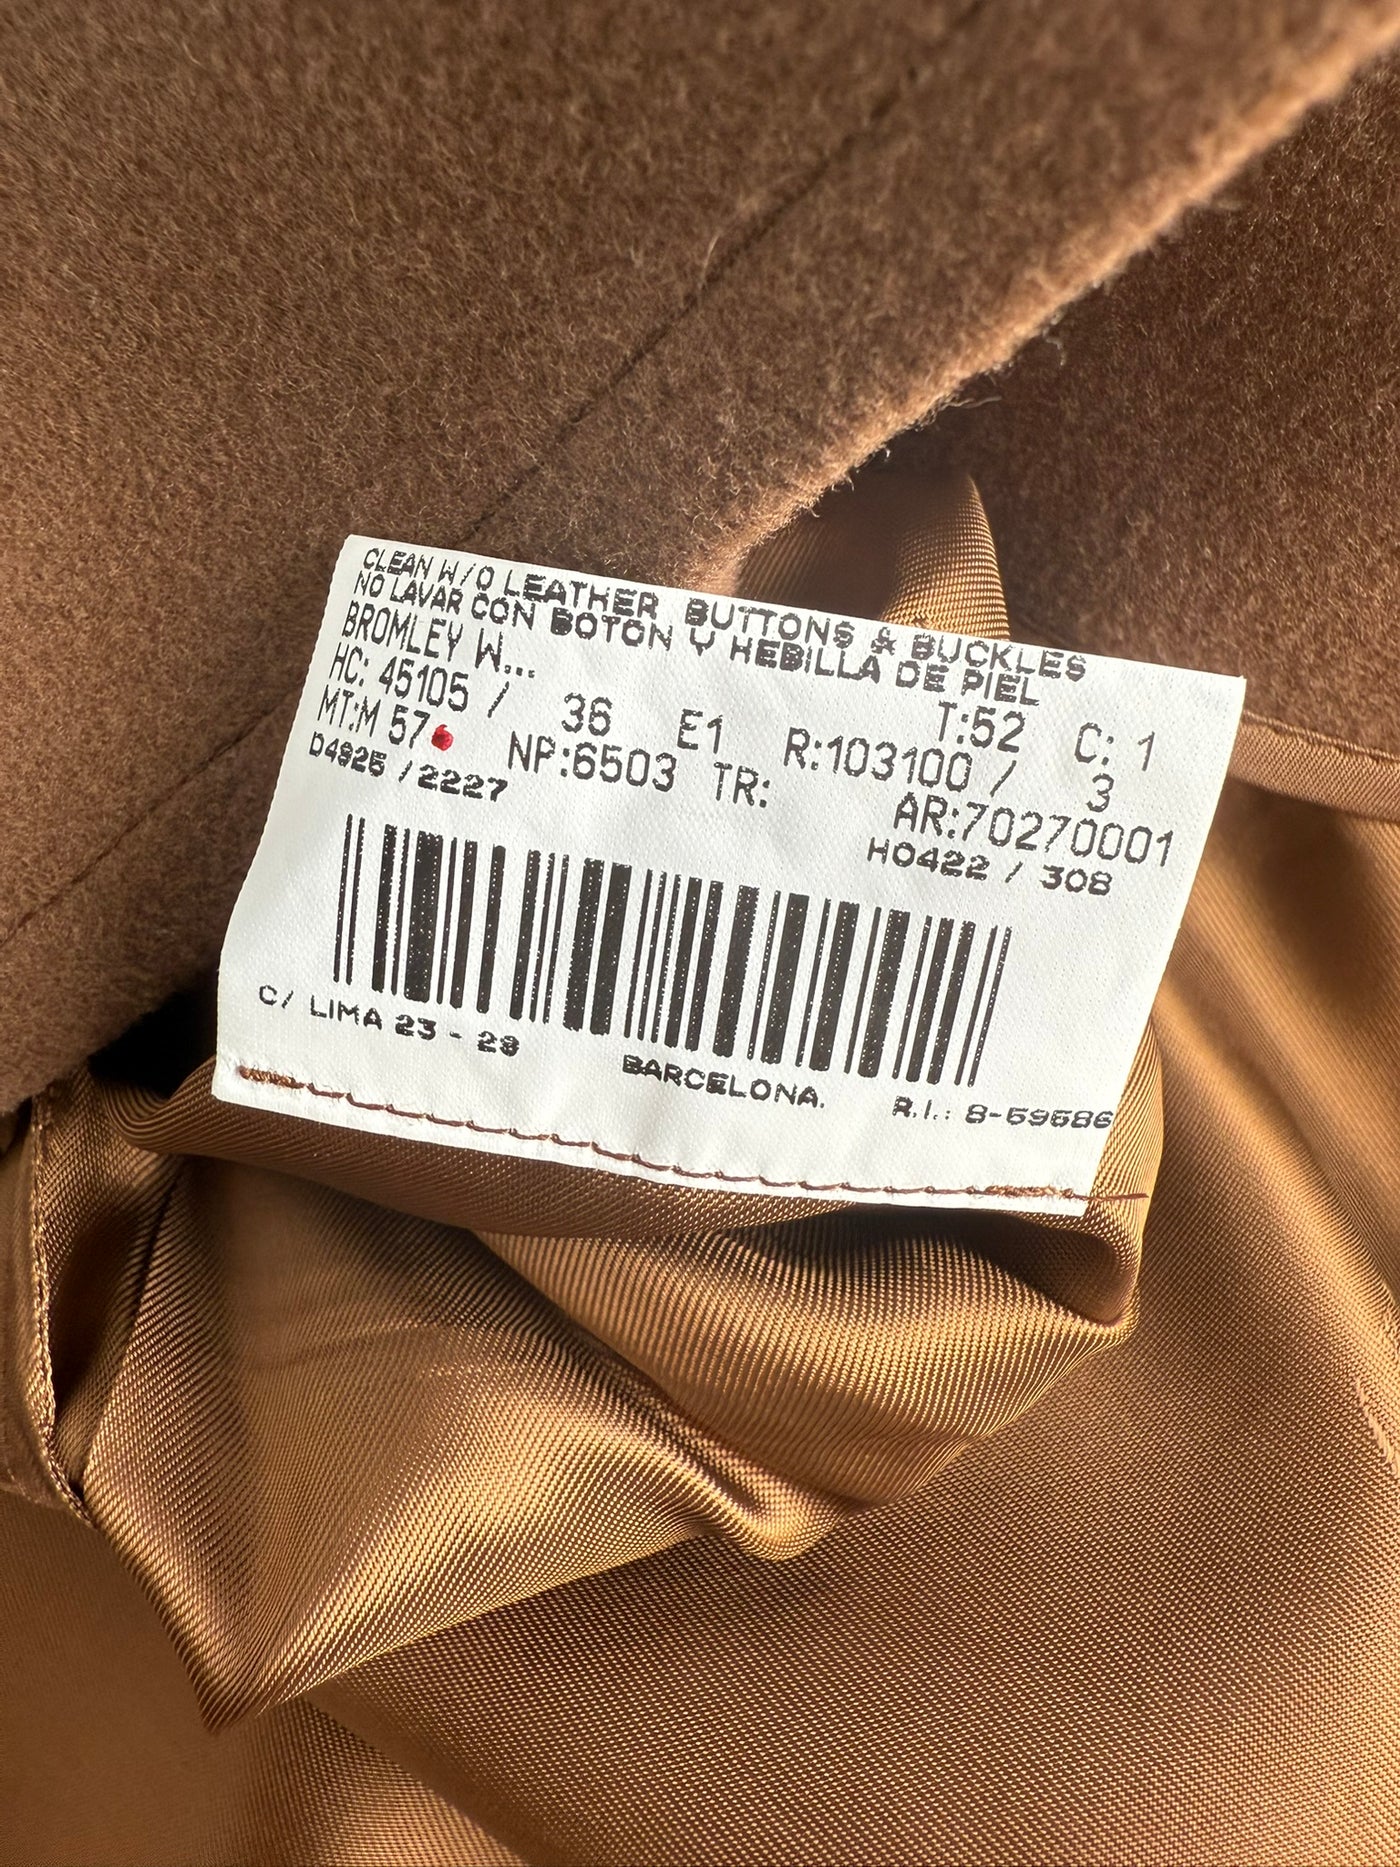 CLEAN W/O LEATHER BUTTONS & BUCKLES
NO LAVAR CON BOTON Y HEBILLA DE PIEL
BROMLEY W... T:52 C: 1
HC: 45105 / 36 E1 R:103100 / 3
MT:M 57 NP:6503 TR: AR:70270001
D4925 /2227 H0422 / 308
C/ LIMA 23 - 29 BARCELONA. R.I.: 8-59586